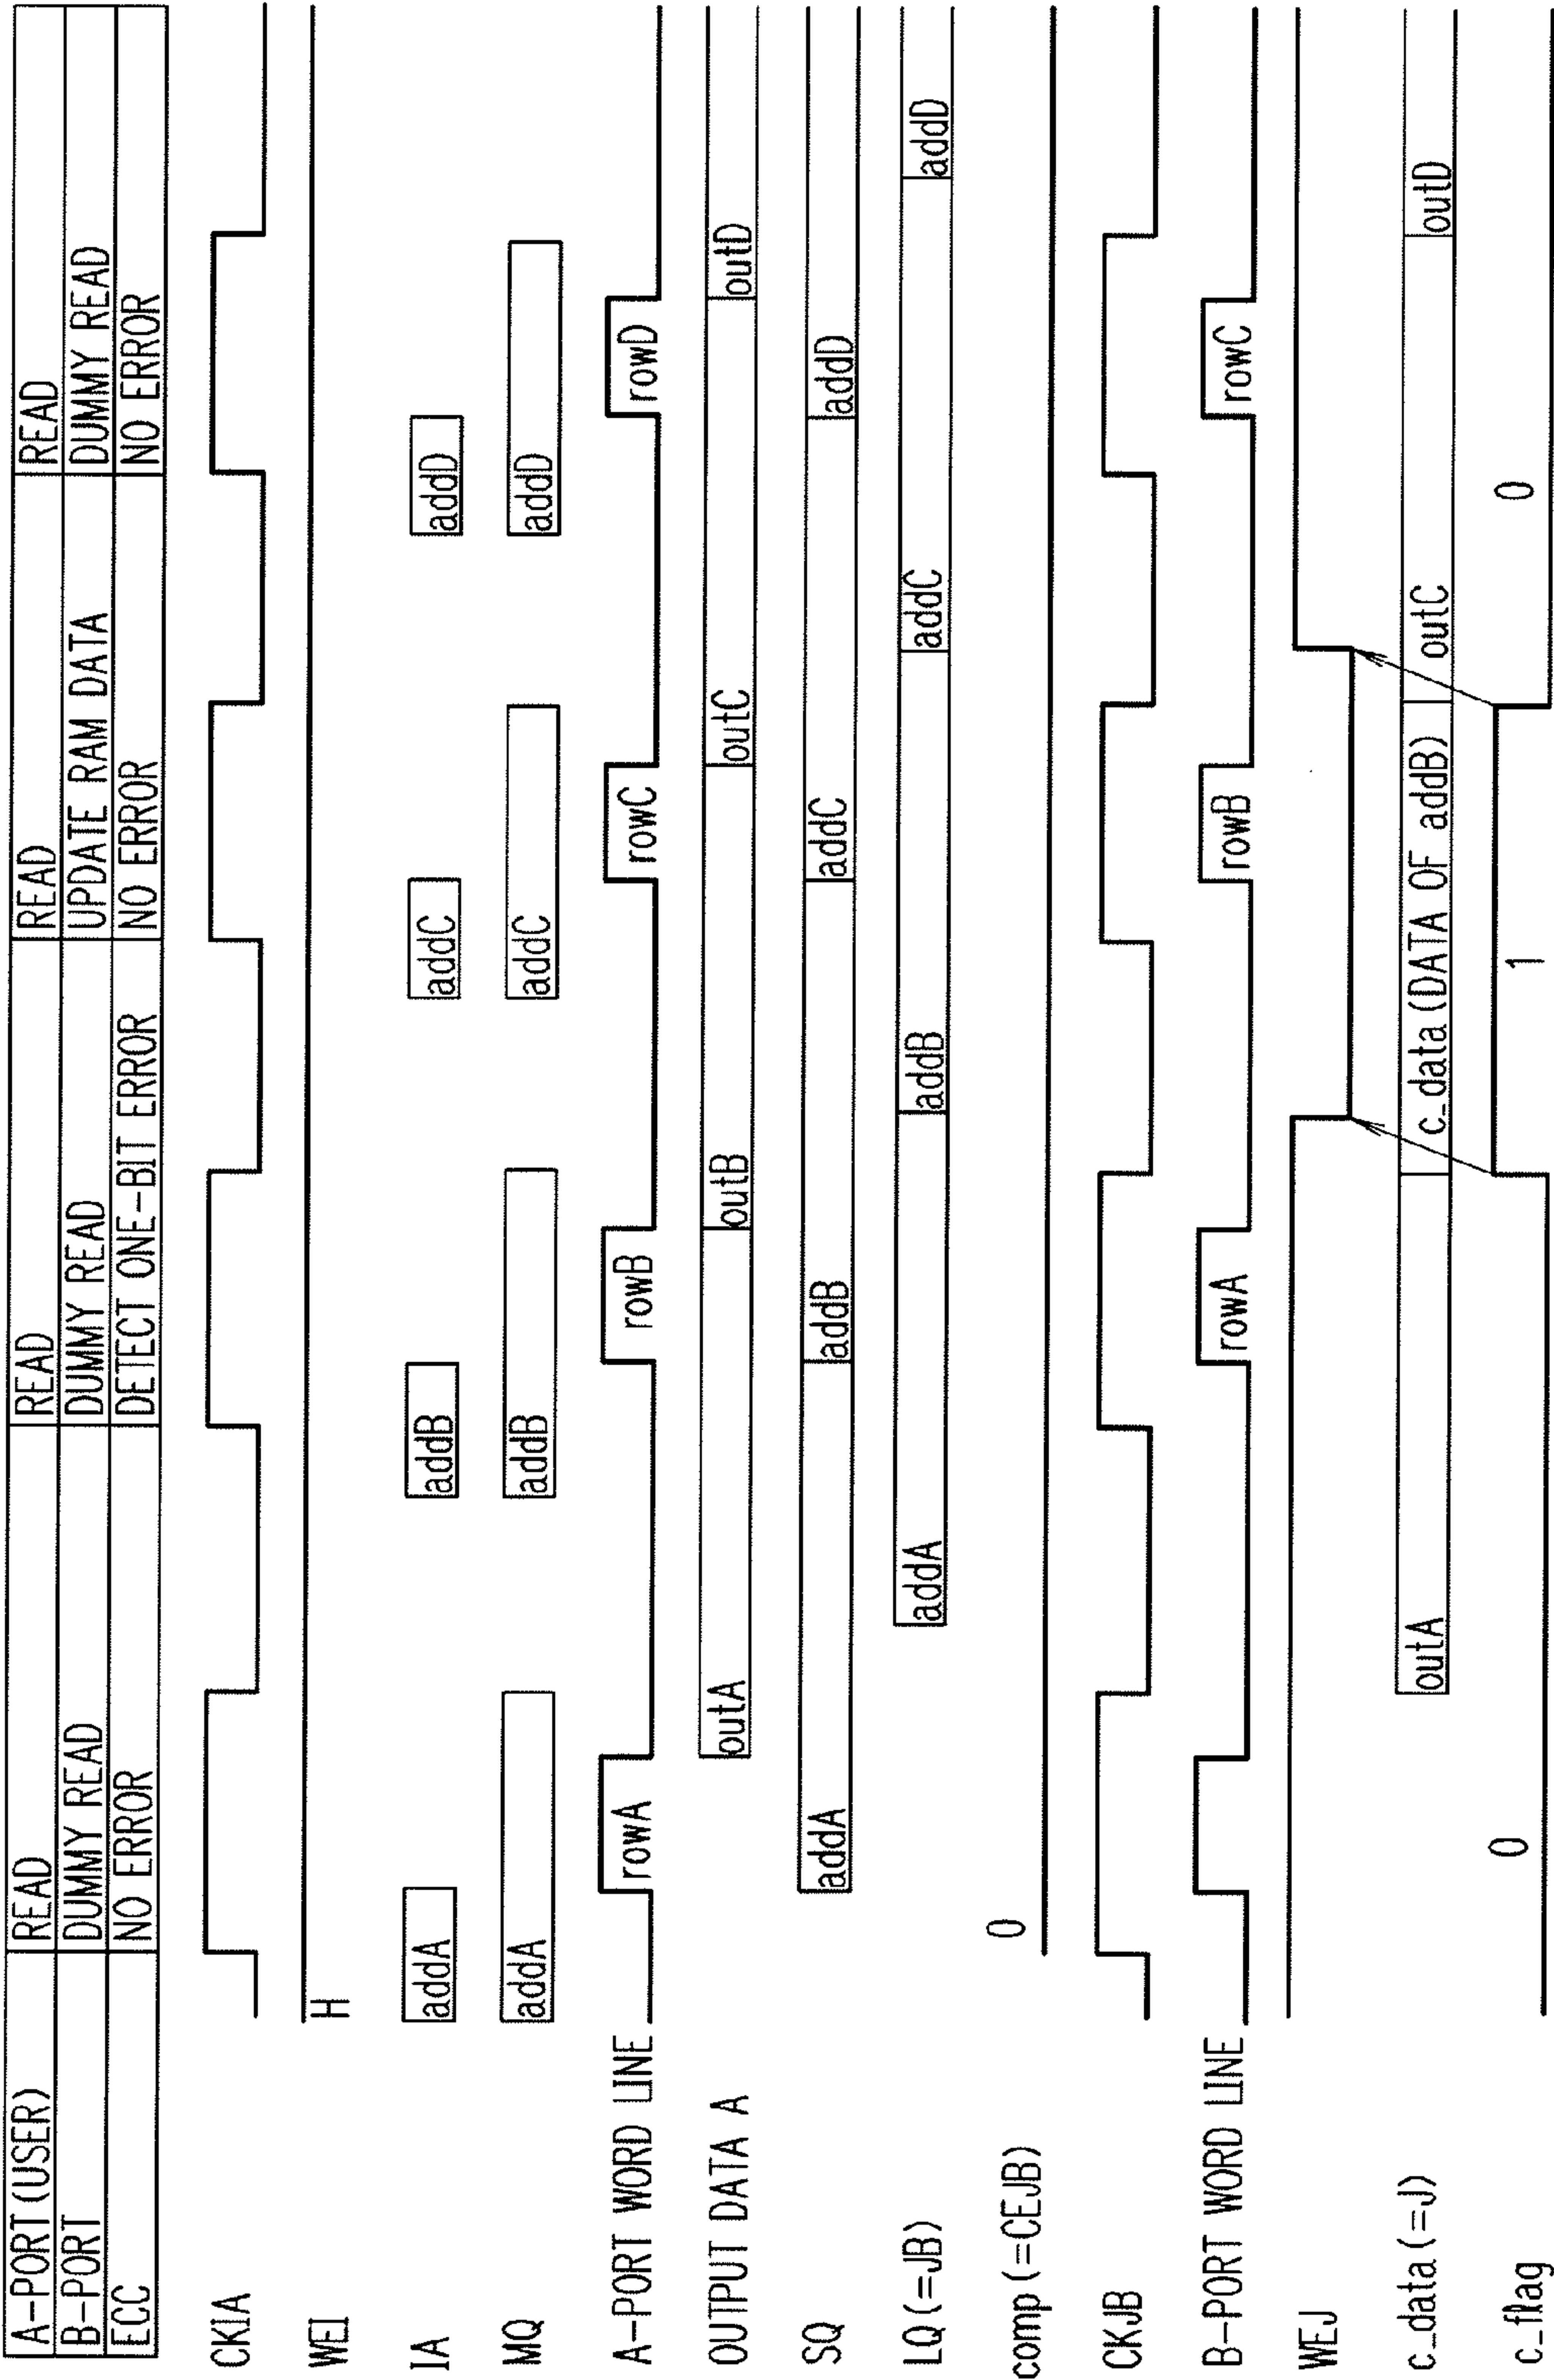 A-PORT (USER) READ READ READ READ
B-PORT DUMMY READ DUMMY READ UPDATE RAM DATA DUMMY READ
ECC NO ERROR DETECT ONE-BIT ERROR NO ERROR NO ERROR
CKIA
WEI H
IA addA addB addC addD
MQ addA addB addC addD
A-PORT WORD LINE rowA rowB rowC rowD
OUTPUT DATA A outA outB outC outD
SQ addA addB addC addD
LQ (=JB) addA addB addC addD
comp (=CEJB) 0
CKJB
B-PORT WORD LINE rowA rowB rowC
WEJ
c_data (=J) outA c_data (DATA OF addB) outC outD
c_flag 0 1 0